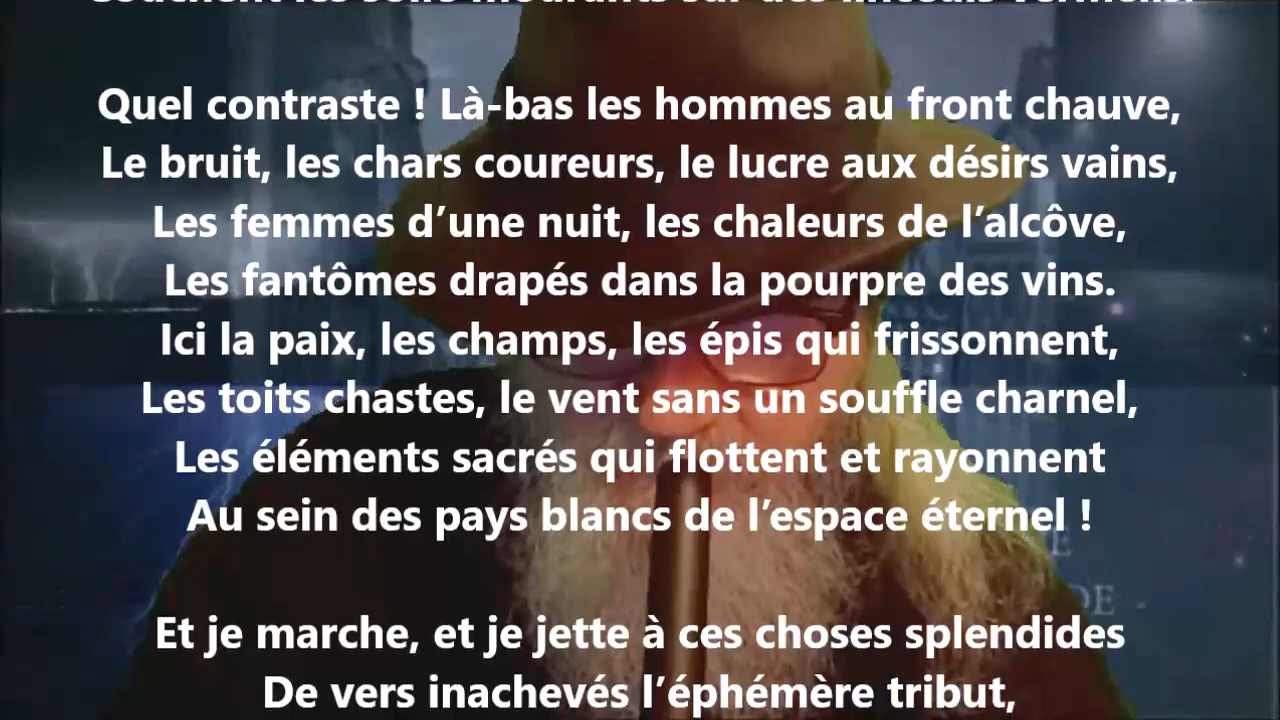 Quel contraste ! Là-bas les hommes au front chauve,
Le bruit, les chars coureurs, le lucre aux désirs vains,
Les femmes d’une nuit, les chaleurs de l’alcôve,
Les fantômes drapés dans la pourpre des vins.
Ici la paix, les champs, les épis qui frissonnent,
Les toits chastes, le vent sans un souffle charnel,
Les éléments sacrés qui flottent et rayonnent
Au sein des pays blancs de l’espace éternel !
Et je marche, et je jette à ces choses splendides
De vers inachevés l’éphémère tribut,
DE